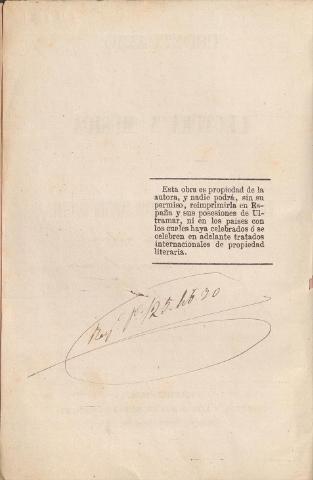 Esta obra es propiedad de la
autora, y nadie podrá, sin su
permiso, reimprimirla en Es-
paña y sus posesiones de Ul-
tramar, ni en los paises con
los cuales haya celebrados ó se
celebren en adelante tratados
internacionales de propiedad
literaria.